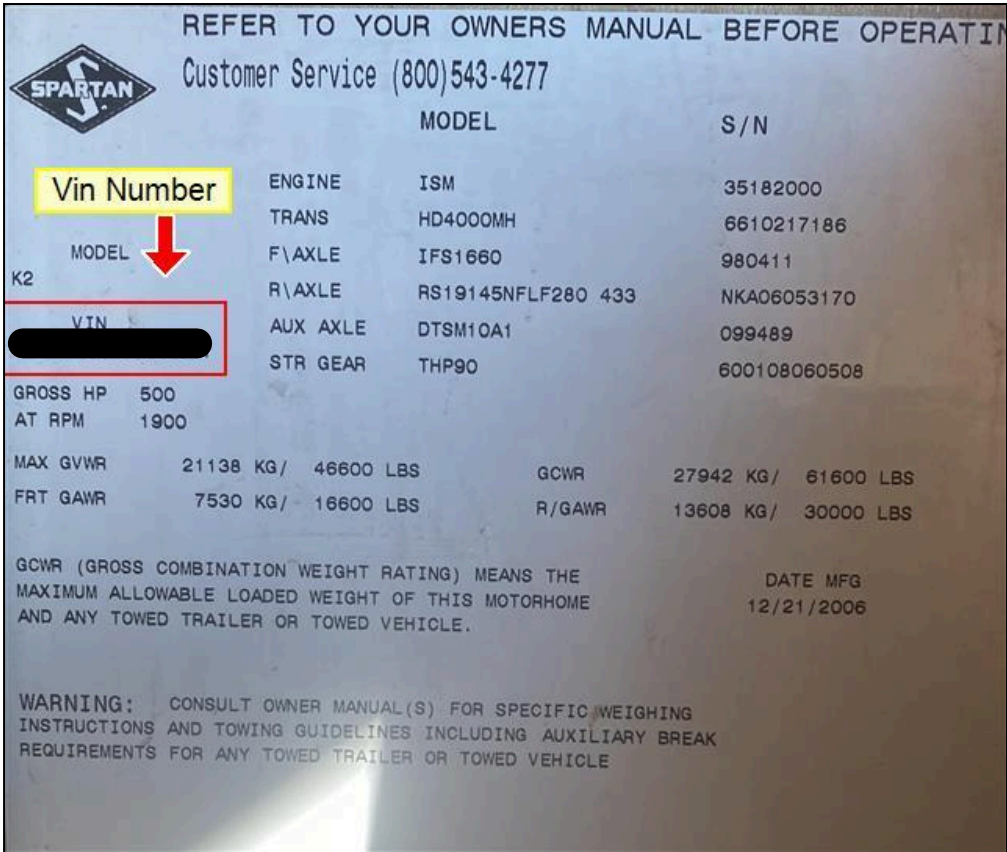 REFER TO YOUR OWNERS MANUAL BEFORE OPERATIN
SPARTAN
Customer Service (800)543-4277
MODEL S/N
Vin Number
ENGINE ISM 35182000
TRANS HD4000MH 6610217186
MODEL
F\AXLE IFS1660 980411
K2
R\AXLE RS19145NFLF280 433 NKA06053170
VIN
AUX AXLE DTSM10A1 099489
STR GEAR THP90 600108060508
GROSS HP 500
AT RPM 1900
MAX GVWR 21138 KG/ 46600 LBS GCWR 27942 KG/ 61600 LBS
FRT GAWR 7530 KG/ 16600 LBS R/GAWR 13608 KG/ 30000 LBS
GCWR (GROSS COMBINATION WEIGHT RATING) MEANS THE
MAXIMUM ALLOWABLE LOADED WEIGHT OF THIS MOTORHOME
AND ANY TOWED TRAILER OR TOWED VEHICLE.
DATE MFG
12/21/2006
WARNING: CONSULT OWNER MANUAL(S) FOR SPECIFIC WEIGHING
INSTRUCTIONS AND TOWING GUIDELINES INCLUDING AUXILIARY BREAK
REQUIREMENTS FOR ANY TOWED TRAILER OR TOWED VEHICLE